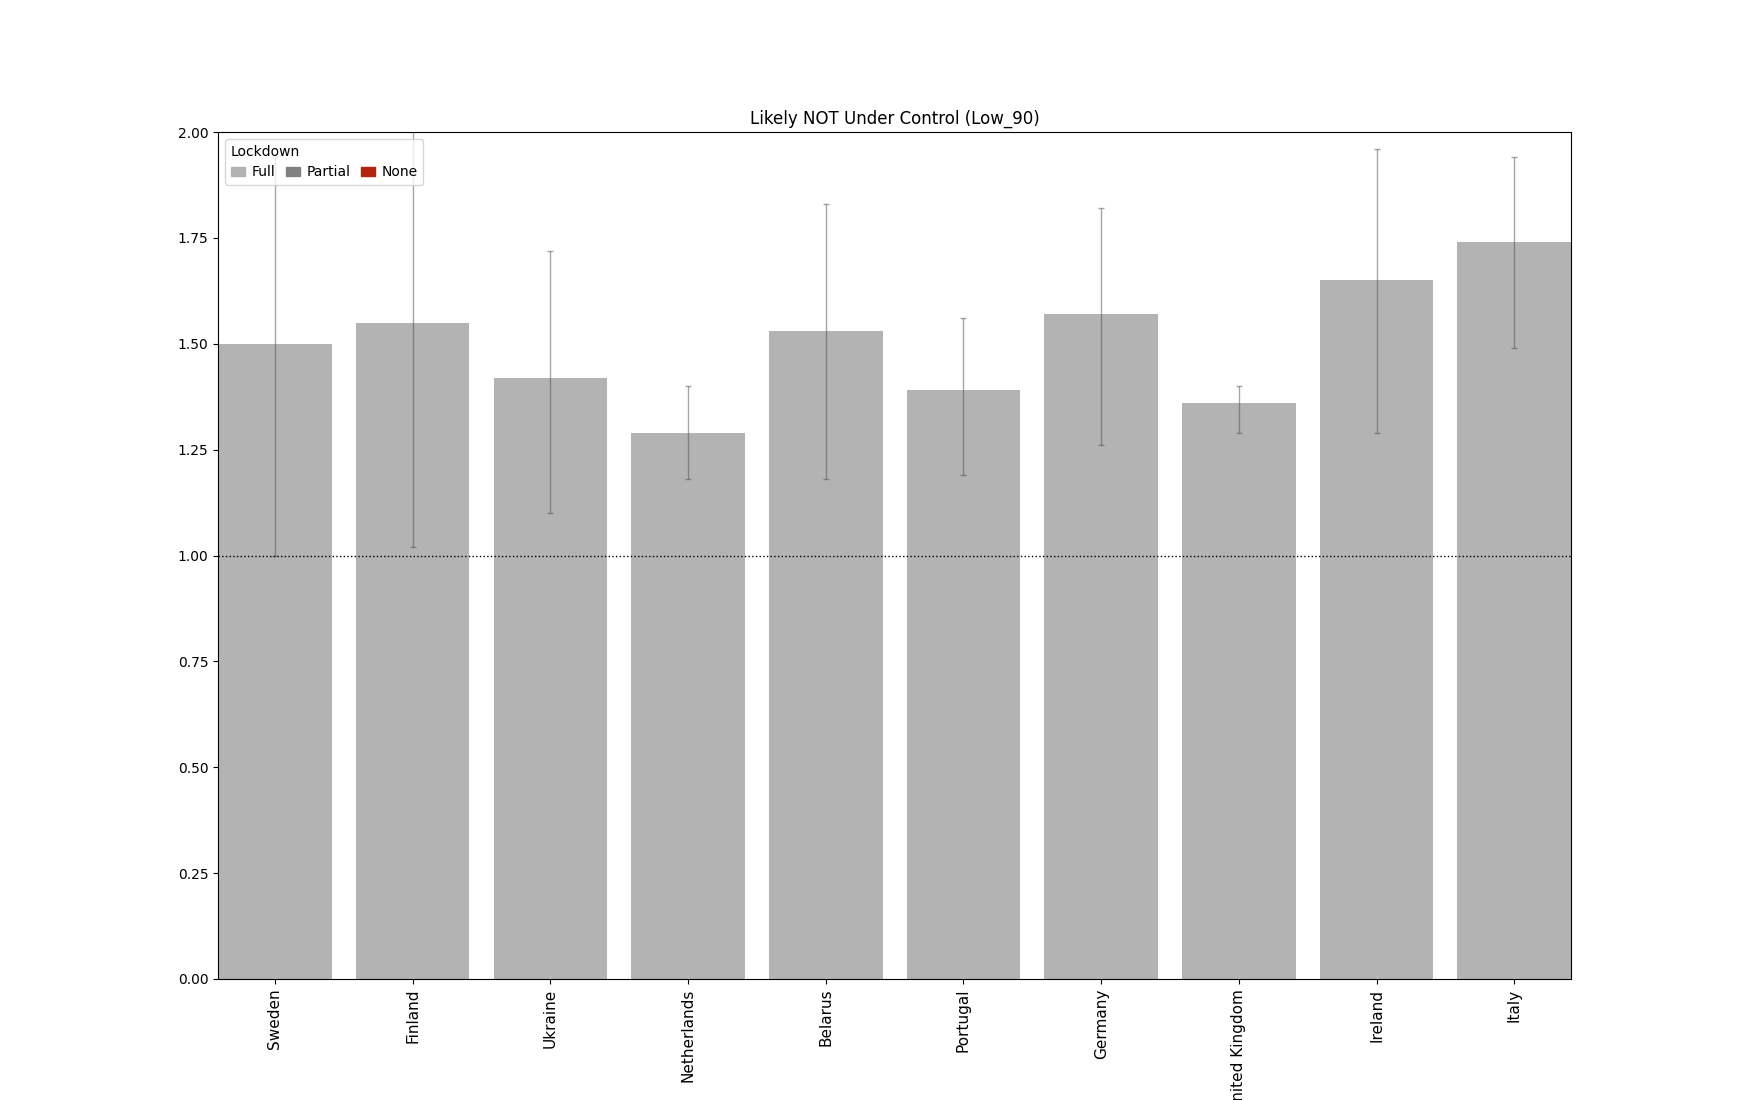 Likely NOT Under Control (Low_90)
2.00
1.75
1.50
1.25
1.00
0.75
0.50
0.25
0.00
Lockdown
Full Partial None
Sweden
Finland
Ukraine
Netherlands
Belarus
Portugal
Germany
nited Kingdom
Ireland
Italy